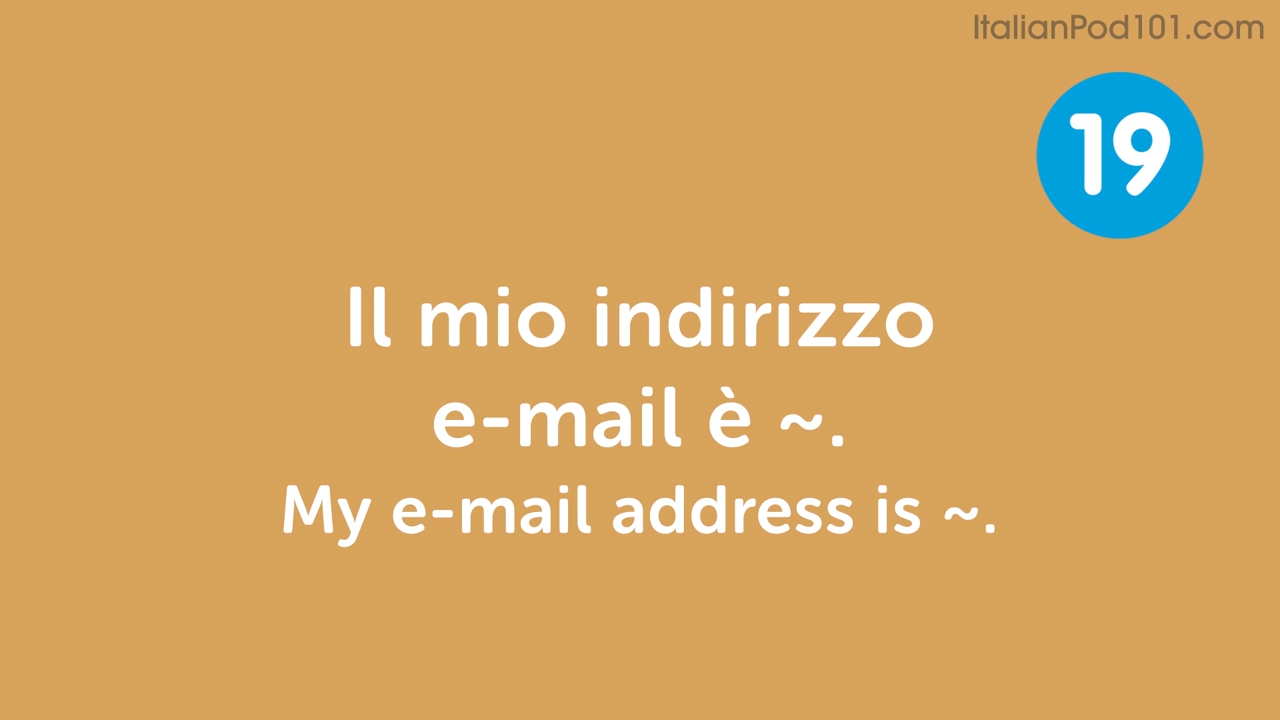 ItalianPod101.com
19
Il mio indirizzo
e-mail è ~.
My e-mail address is ~.